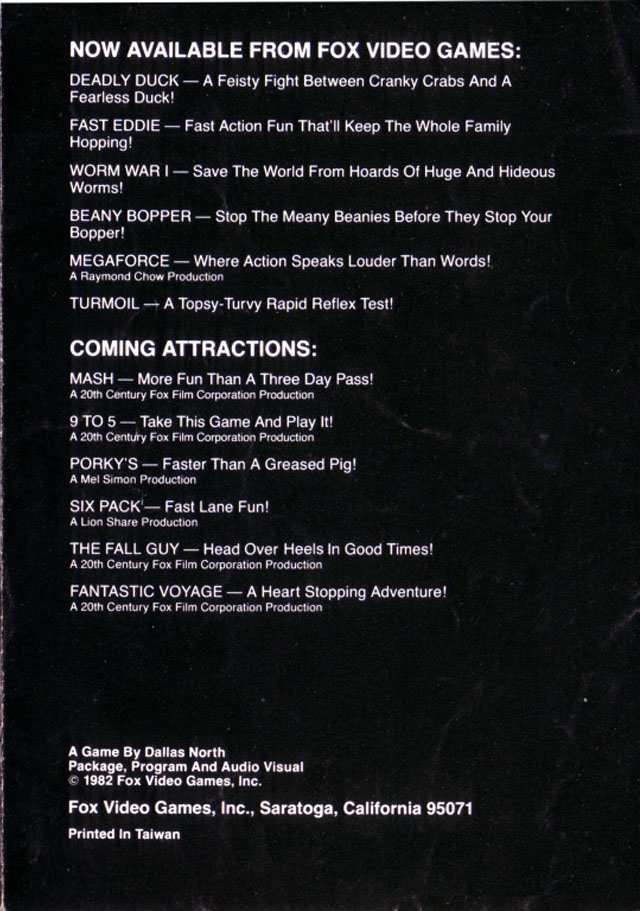 NOW AVAILABLE FROM FOX VIDEO GAMES:
DEADLY DUCK — A Feisty Fight Between Cranky Crabs And A
Fearless Duck!
FAST EDDIE — Fast Action Fun That'll Keep The Whole Family
Hopping!
WORM WAR I — Save The World From Hoards Of Huge And Hideous
Worms!
BEANY BOPPER — Stop The Meany Beanies Before They Stop Your
Bopper!
MEGAFORCE — Where Action Speaks Louder Than Words!
A Raymond Chow Production
TURMOIL — A Topsy-Turvy Rapid Reflex Test!
COMING ATTRACTIONS:
MASH — More Fun Than A Three Day Pass!
A 20th Century Fox Film Corporation Production
9 TO 5 — Take This Game And Play It!
A 20th Century Fox Film Corporation Production
PORKY'S — Faster Than A Greased Pig!
A Mel Simon Production
SIX PACK — Fast Lane Fun!
A Lion Share Production
THE FALL GUY — Head Over Heels In Good Times!
A 20th Century Fox Film Corporation Production
FANTASTIC VOYAGE — A Heart Stopping Adventure!
A 20th Century Fox Film Corporation Production
A Game By Dallas North
Package, Program And Audio Visual
© 1982 Fox Video Games, Inc.
Fox Video Games, Inc., Saratoga, California 95071
Printed In Taiwan